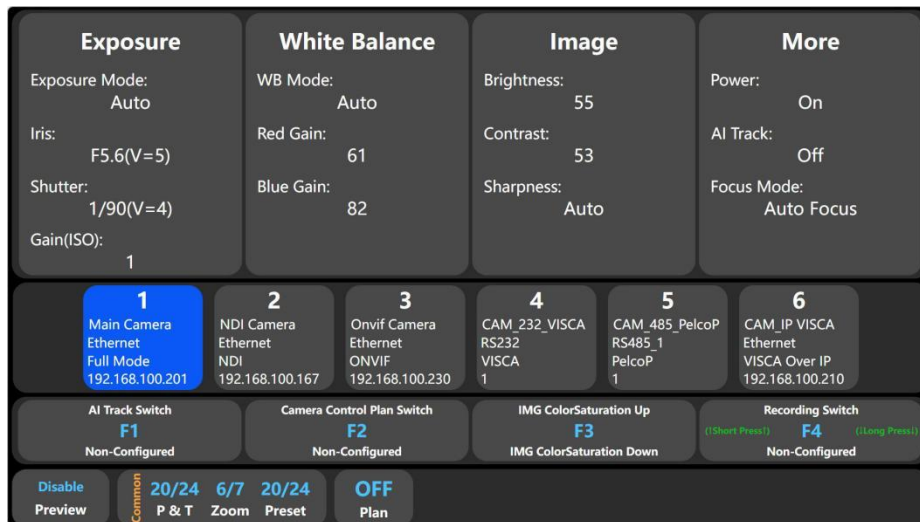 Exposure
Exposure Mode:
Auto
Iris:
F5.6(V=5)
Shutter:
1/90(V=4)
Gain(ISO):
1
White Balance
WB Mode:
Auto
Red Gain:
61
Blue Gain:
82
Image
Brightness:
55
Contrast:
53
Sharpness:
Auto
More
Power:
On
AI Track:
Off
Focus Mode:
Auto Focus
1
Main Camera
Ethernet
Full Mode
192.168.100.201
2
NDI Camera
Ethernet
NDI
192.168.100.167
3
Onvif Camera
Ethernet
ONVIF
192.168.100.230
4
CAM_232_VISCA
RS232
VISCA
1
5
CAM_485_PelcoP
RS485_1
PelcoP
1
6
CAM_IP VISCA
Ethernet
VISCA Over IP
192.168.100.210
AI Track Switch
F1
Non-Configured
Camera Control Plan Switch
F2
Non-Configured
IMG ColorSaturation Up
F3
IMG ColorSaturation Down
Recording Switch
(↑Short Press↑) F4 (↓Long Press↓)
Non-Configured
Disable
Preview
Common
20/24 6/7 20/24
P & T Zoom Preset
OFF
Plan